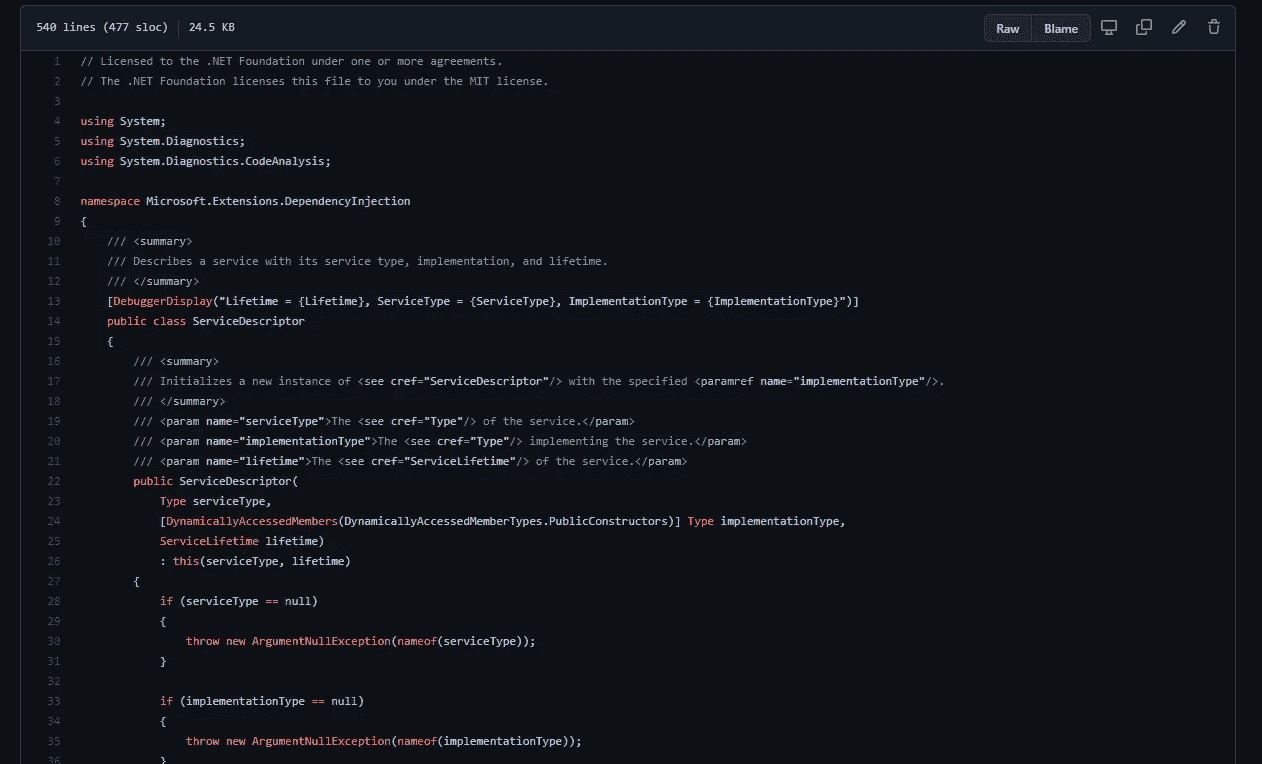 540 lines (477 sloc) 24.5 KB Raw Blame
1 // Licensed to the .NET Foundation under one or more agreements.
2 // The .NET Foundation licenses this file to you under the MIT license.
3
4 using System;
5 using System.Diagnostics;
6 using System.Diagnostics.CodeAnalysis;
7
8 namespace Microsoft.Extensions.DependencyInjection
9 {
10 /// <summary>
11 /// Describes a service with its service type, implementation, and lifetime.
12 /// </summary>
13 [DebuggerDisplay("Lifetime = {Lifetime}, ServiceType = {ServiceType}, ImplementationType = {ImplementationType}")]
14 public class ServiceDescriptor
15 {
16 /// <summary>
17 /// Initializes a new instance of <see cref="ServiceDescriptor"/> with the specified <paramref name="implementationType"/>.
18 /// </summary>
19 /// <param name="serviceType">The <see cref="Type"/> of the service.</param>
20 /// <param name="implementationType">The <see cref="Type"/> implementing the service.</param>
21 /// <param name="lifetime">The <see cref="ServiceLifetime"/> of the service.</param>
22 public ServiceDescriptor(
23 Type serviceType,
24 [DynamicallyAccessedMembers(DynamicallyAccessedMemberTypes.PublicConstructors)] Type implementationType,
25 ServiceLifetime lifetime)
26 : this(serviceType, lifetime)
27 {
28 if (serviceType == null)
29 {
30 throw new ArgumentNullException(nameof(serviceType));
31 }
32
33 if (implementationType == null)
34 {
35 throw new ArgumentNullException(nameof(implementationType));
36 }